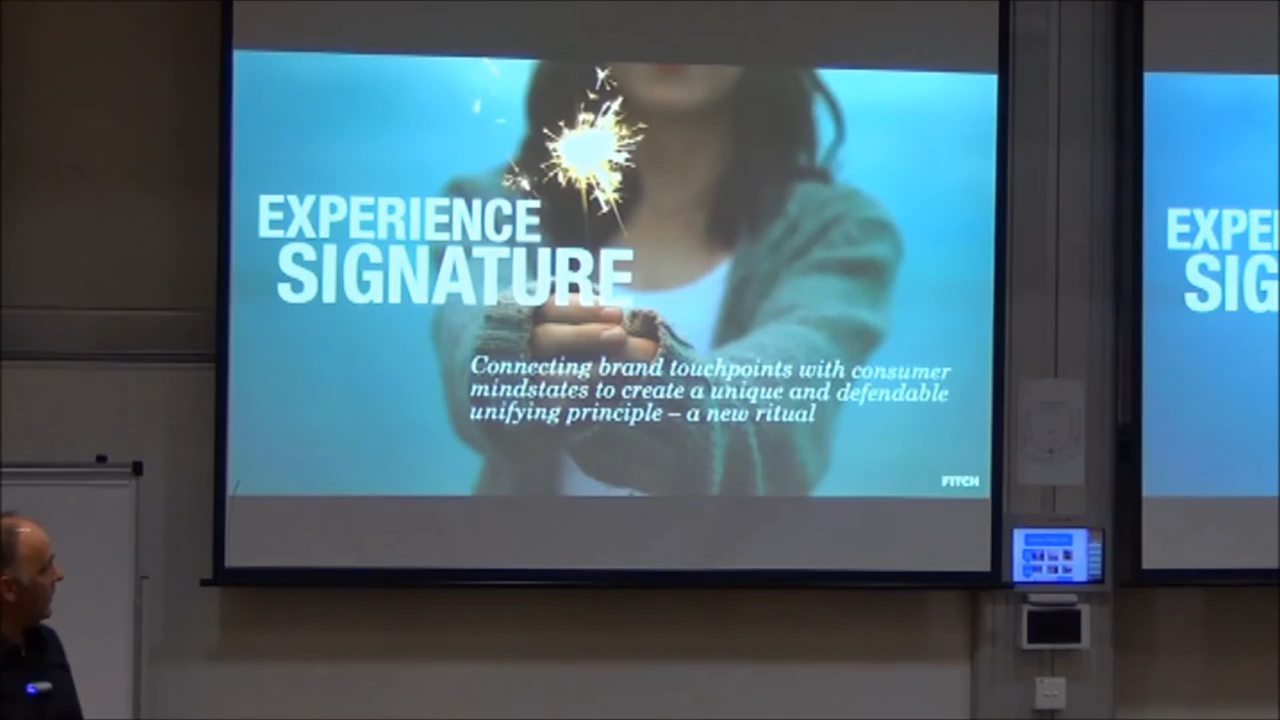 EXPERIENCE
SIGNATURE
Connecting brand touchpoints with consumer
mindstates to create a unique and defendable
unifying principle – a new ritual
FITCH
EXPE
SIG